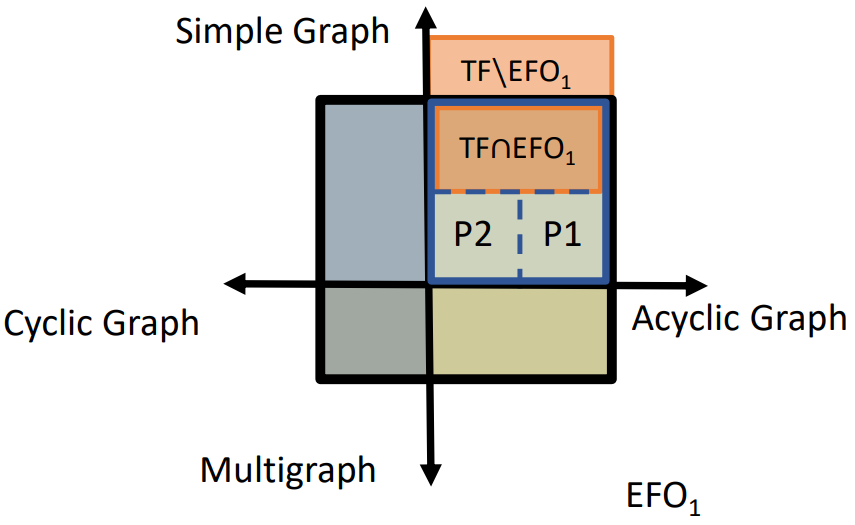 Simple Graph
TF\EFO₁
TF∩EFO₁
P2 P1
Cyclic Graph
Acyclic Graph
Multigraph
EFO₁